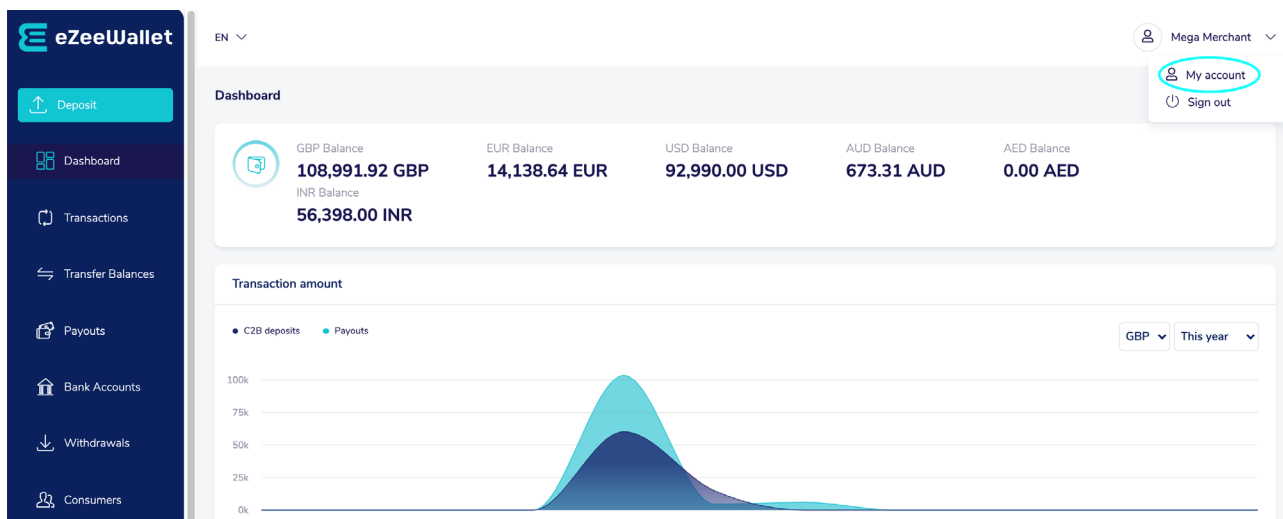 eZeeWallet
EN
Mega Merchant
My account
Sign out
Deposit
Dashboard
Transactions
Transfer Balances
Payouts
Bank Accounts
Withdrawals
Consumers
Dashboard
GBP Balance
108,991.92 GBP
EUR Balance
14,138.64 EUR
USD Balance
92,990.00 USD
AUD Balance
673.31 AUD
AED Balance
0.00 AED
INR Balance
56,398.00 INR
Transaction amount
C2B deposits
Payouts
GBP
This year
100k
75k
50k
25k
0k